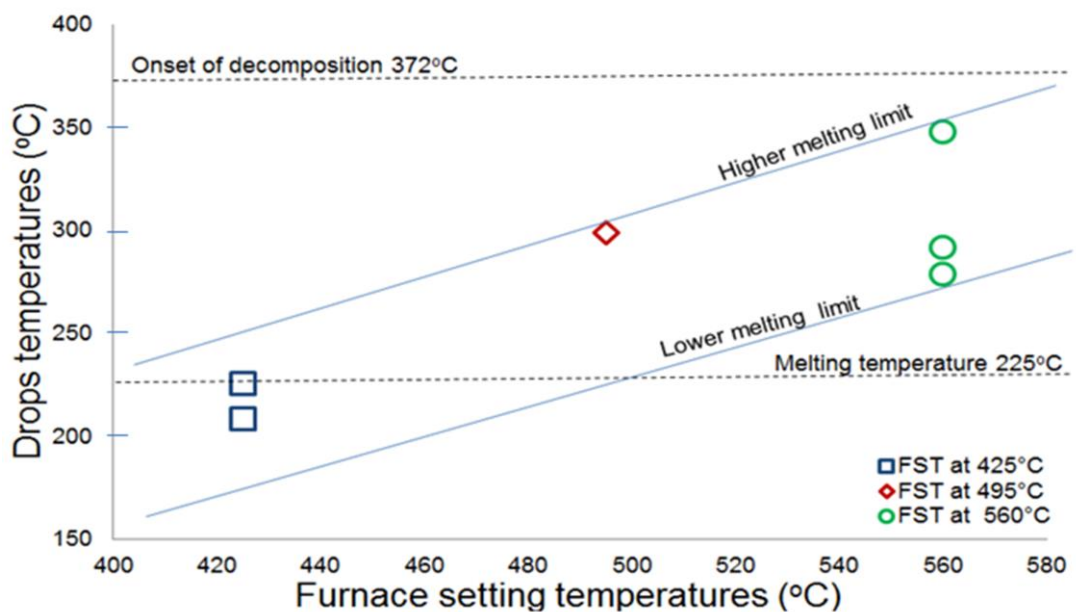 400
Onset of decomposition 372°C
350
Higher melting limit
300
250
Lower melting limit
Melting temperature 225°C
200
150
Drops temperatures (ºC)
FST at 425°C
FST at 495°C
FST at 560°C
400 420 440 460 480 500 520 540 560 580
Furnace setting temperatures (ºC)